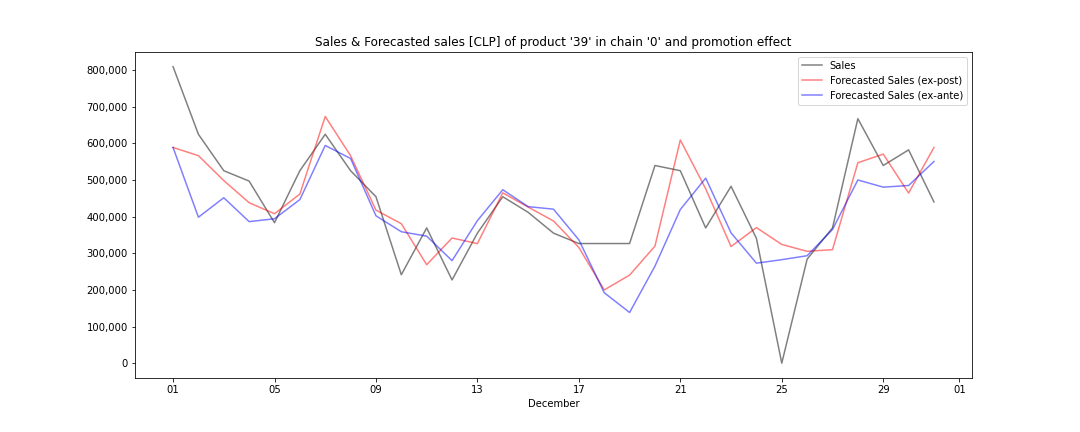 Sales & Forecasted sales [CLP] of product '39' in chain '0' and promotion effect
Sales
Forecasted Sales (ex-post)
Forecasted Sales (ex-ante)
800,000
700,000
600,000
500,000
400,000
300,000
200,000
100,000
0
01 05 09 13 17 21 25 29 01
December